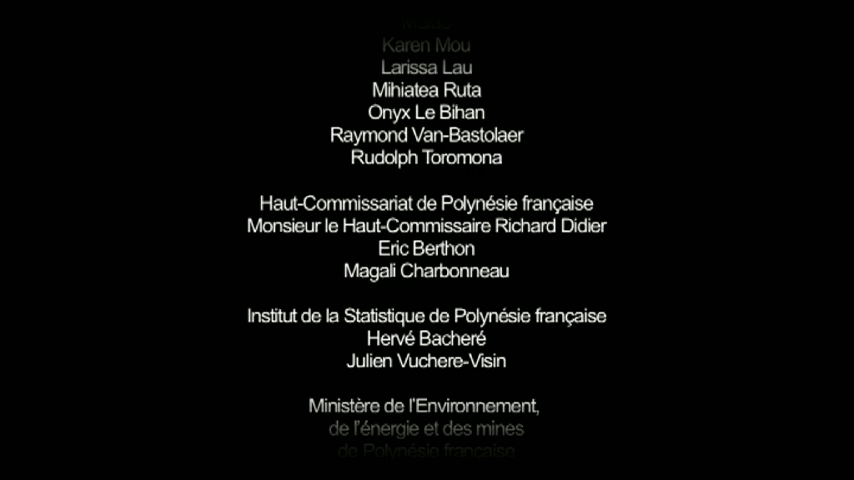 Karen Mou
Larissa Lau
Mihiatea Ruta
Onyx Le Bihan
Raymond Van-Bastolaer
Rudolph Toromona
Haut-Commissariat de Polynésie française
Monsieur le Haut-Commissaire Richard Didier
Eric Berthon
Magali Charbonneau
Institut de la Statistique de Polynésie française
Hervé Bacheré
Julien Vuchere-Visin
Ministère de l'Environnement,
de l'énergie et des mines
de Polynésie française